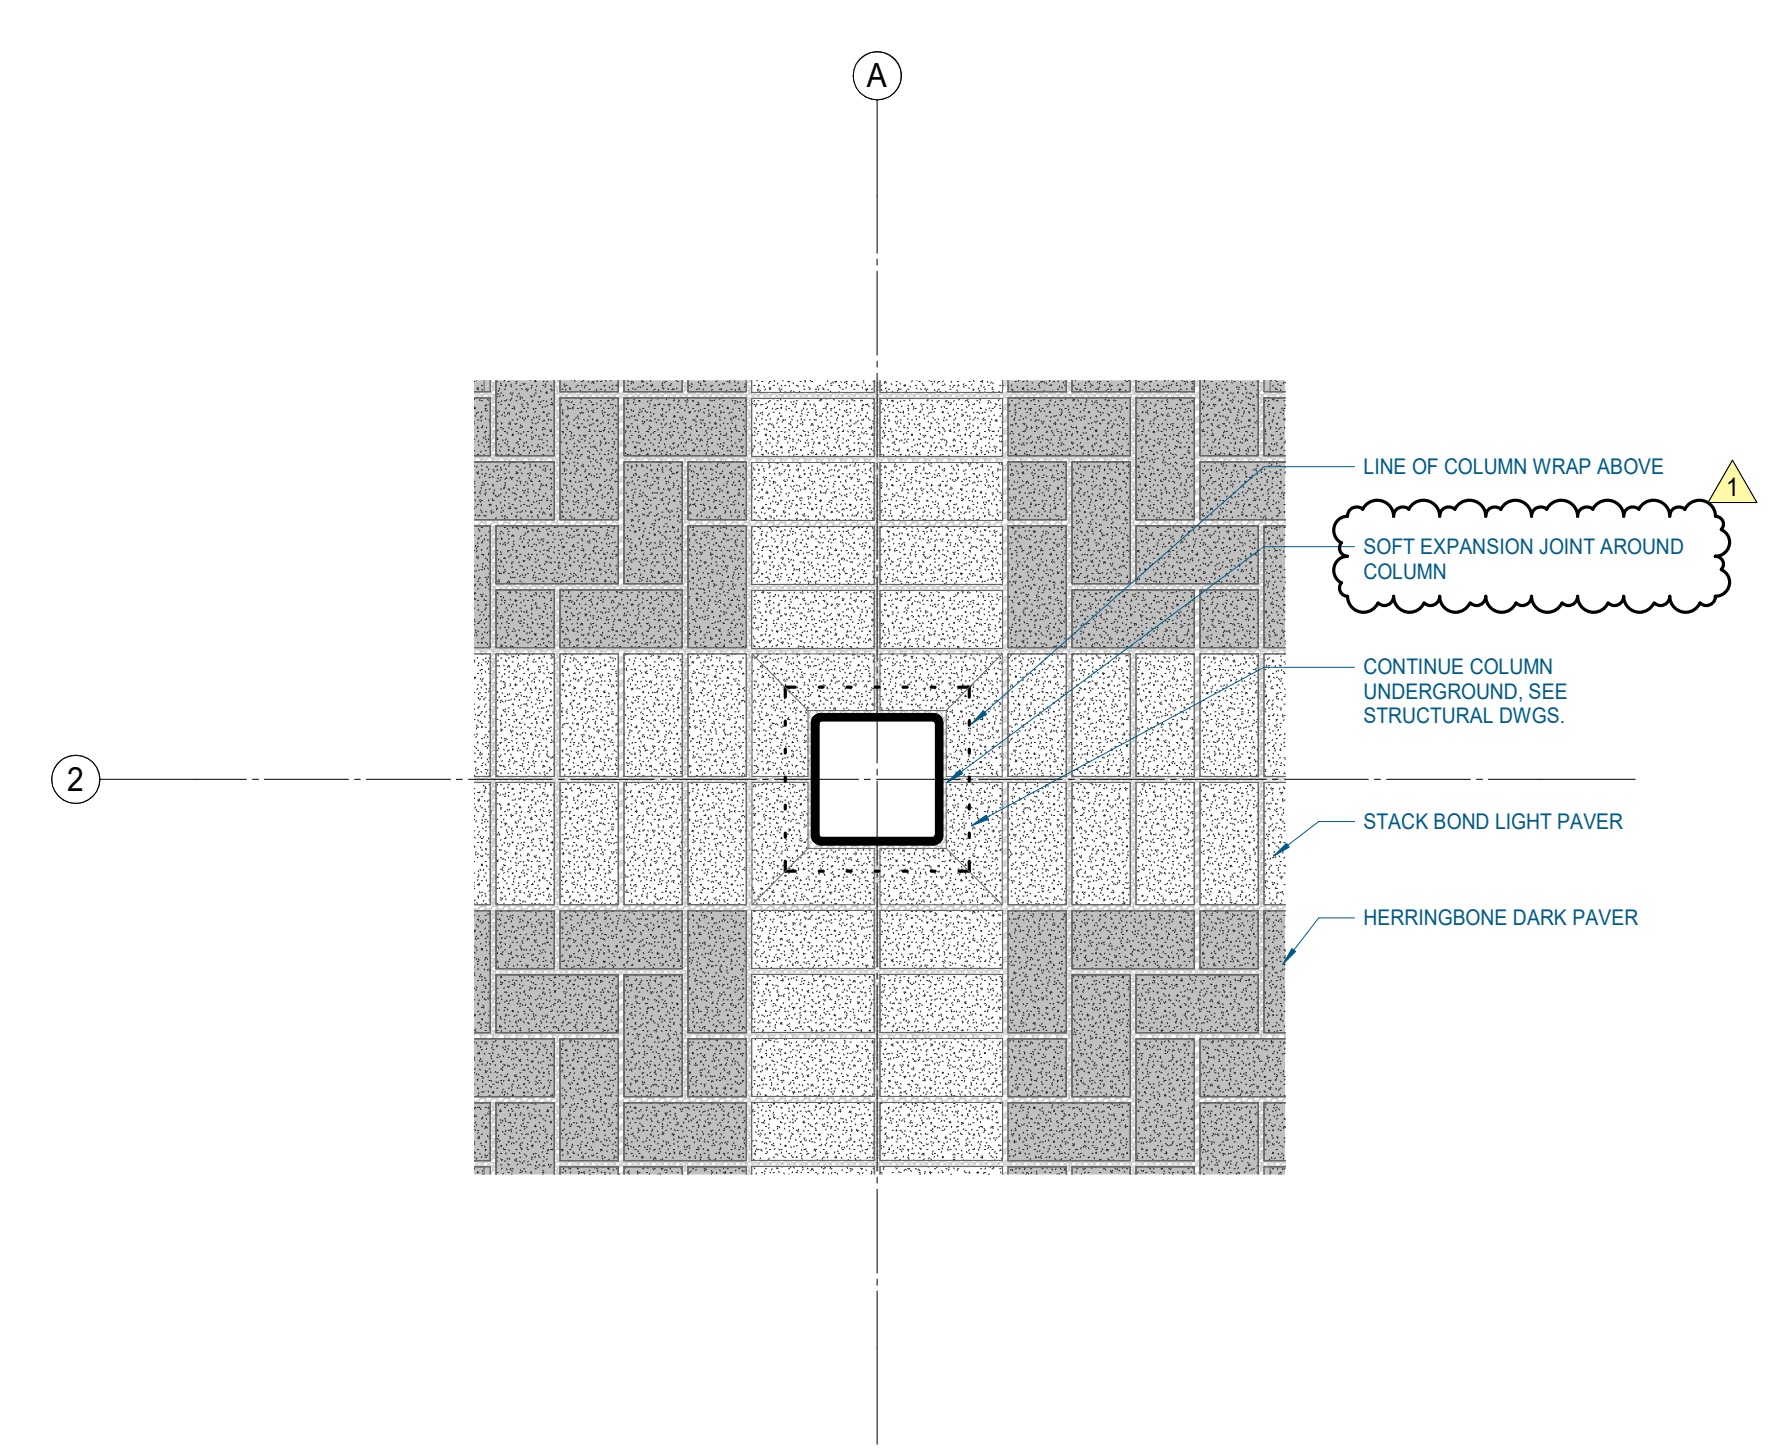 A
LINE OF COLUMN WRAP ABOVE
1
SOFT EXPANSION JOINT AROUND
COLUMN
CONTINUE COLUMN
UNDERGROUND, SEE
STRUCTURAL DWGS.
2
STACK BOND LIGHT PAVER
HERRINGBONE DARK PAVER